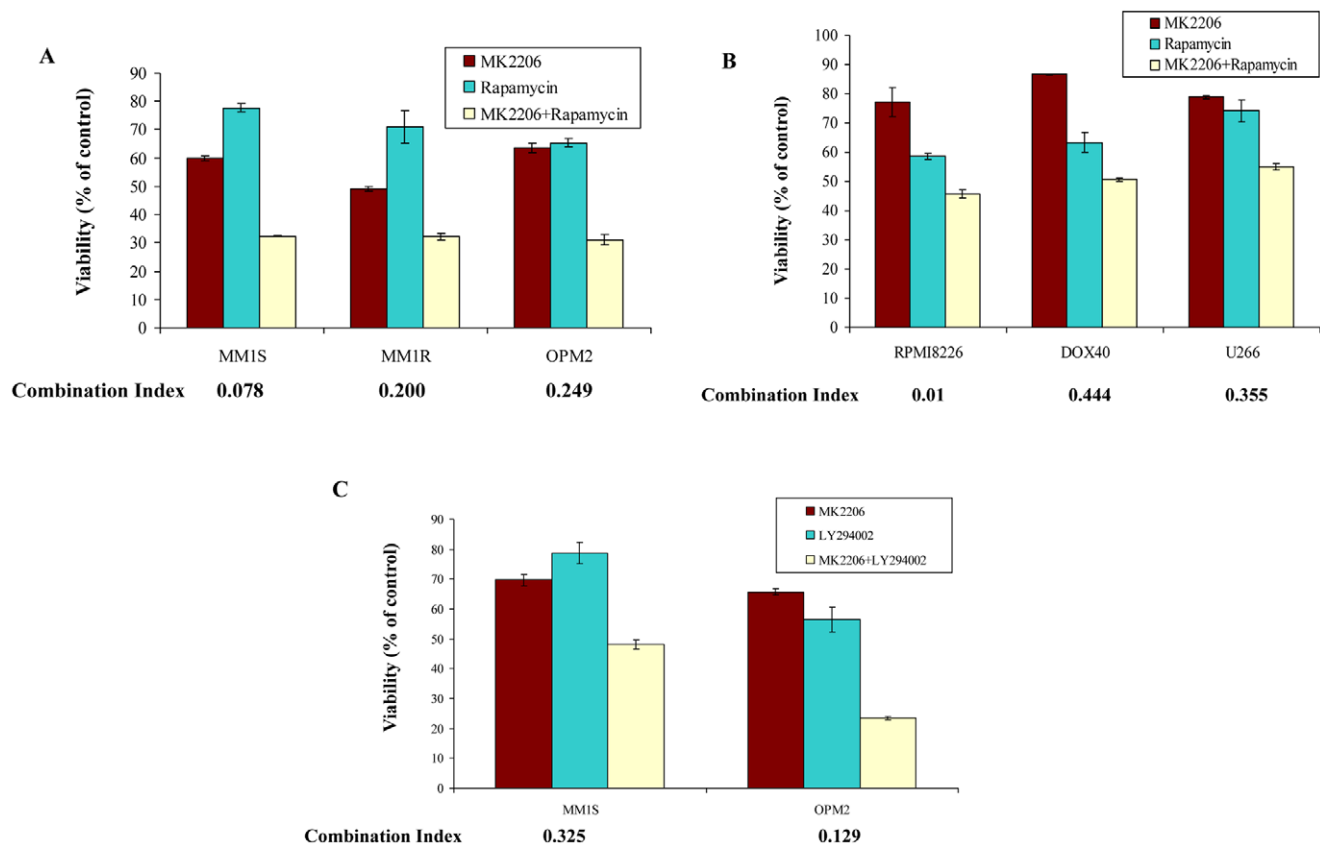 A
MK2206
Rapamycin
MK2206+Rapamycin
Viability (% of control)
90
80
70
60
50
40
30
20
10
0
MM1S MM1R OPM2
Combination Index 0.078 0.200 0.249
B
MK2206
Rapamycin
MK2206+Rapamycin
Viability (% of control)
100
90
80
70
60
50
40
30
20
10
0
RPMI8226 DOX40 U266
Combination Index 0.01 0.444 0.355
C
MK2206
LY294002
MK2206+LY294002
Viability (% of control)
90
80
70
60
50
40
30
20
10
0
MM1S OPM2
Combination Index 0.325 0.129